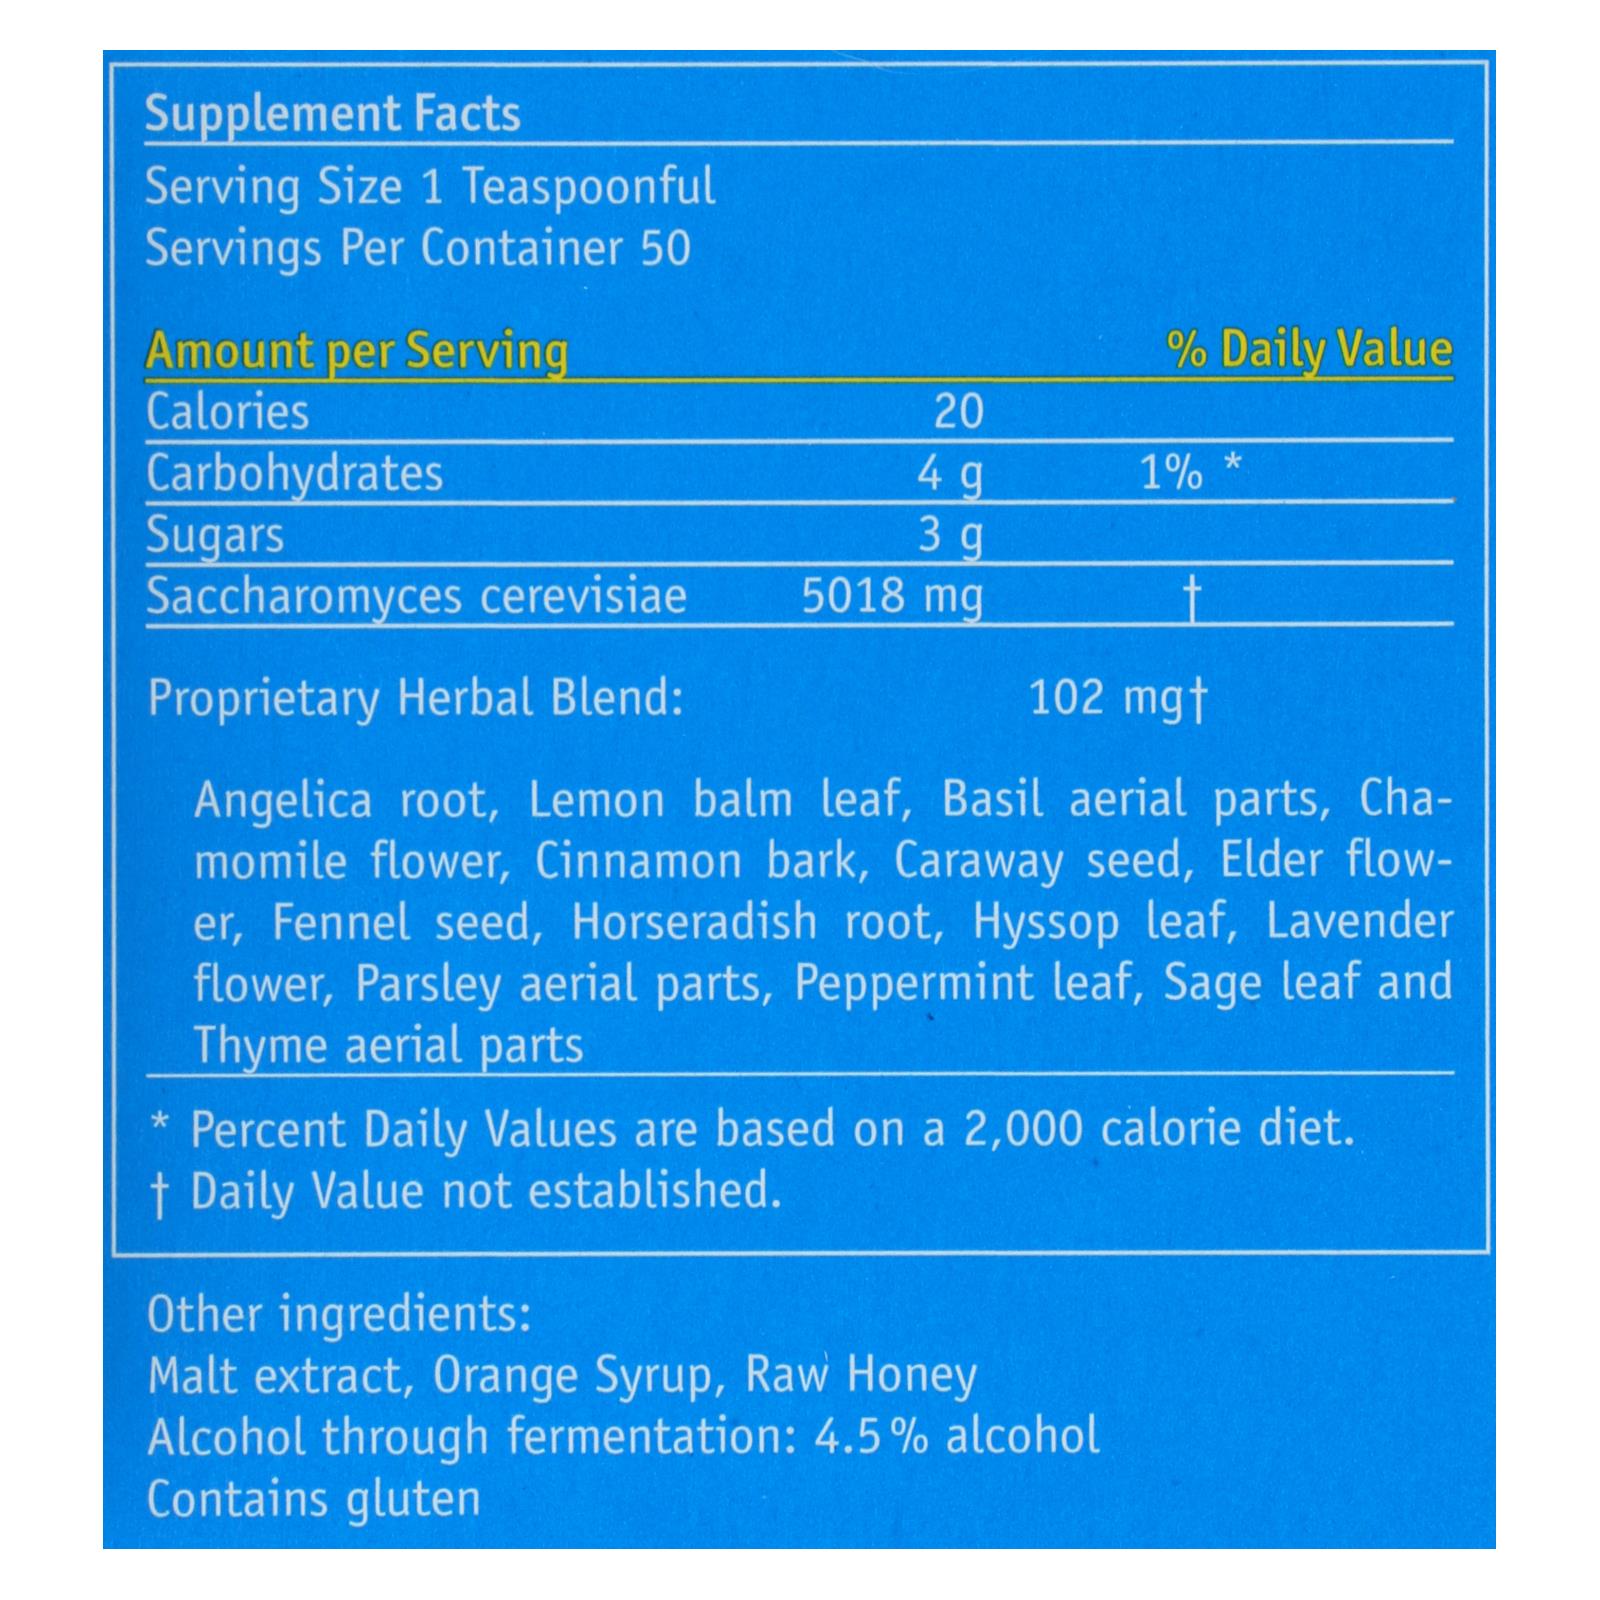 Supplement Facts
Serving Size 1 Teaspoonful
Servings Per Container 50
Amount per Serving % Daily Value
Calories 20
Carbohydrates 4 g 1% *
Sugars 3 g
Saccharomyces cerevisiae 5018 mg †
Proprietary Herbal Blend: 102 mg†
Angelica root, Lemon balm leaf, Basil aerial parts, Cha-
momile flower, Cinnamon bark, Caraway seed, Elder flow-
er, Fennel seed, Horseradish root, Hyssop leaf, Lavender
flower, Parsley aerial parts, Peppermint leaf, Sage leaf and
Thyme aerial parts
* Percent Daily Values are based on a 2,000 calorie diet.
† Daily Value not established.
Other ingredients:
Malt extract, Orange Syrup, Raw Honey
Alcohol through fermentation: 4.5% alcohol
Contains gluten